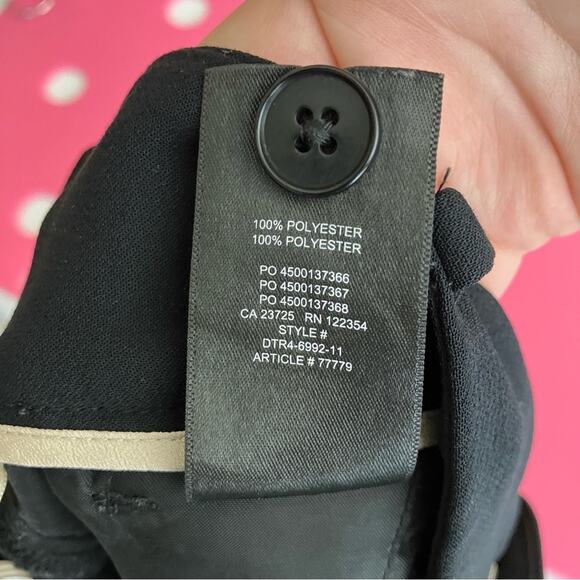 100% POLYESTER
100% POLYESTER
PO 4500137366
PO 4500137367
PO 4500137368
CA 23725 RN 122354
STYLE #
DTR4-6992-11
ARTICLE # 77779